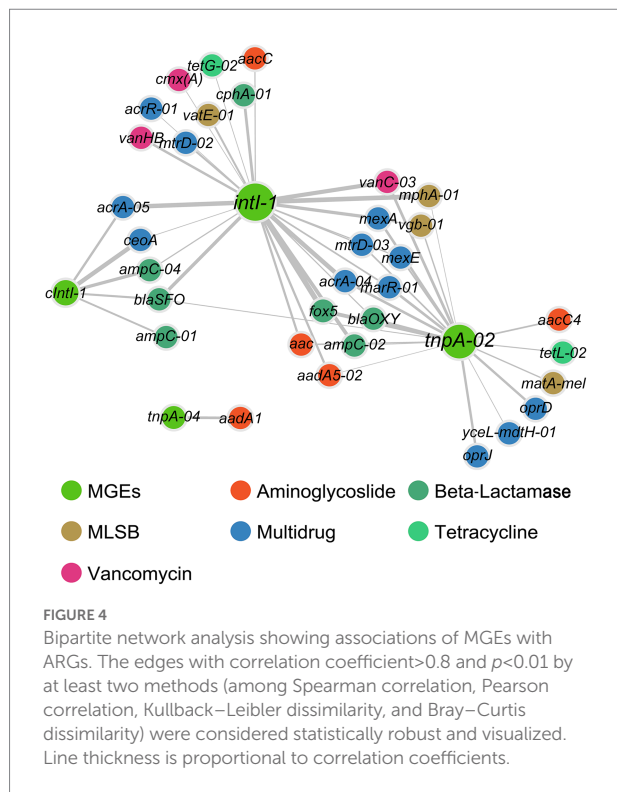 aacC
tetG-02
cmx(A)
cphA-01
acrR-01
vatE-01
vanHB
mtrD-02
vanC-03
mphA-01
intI-1
acrA-05
mexA
vgb-01
ceoA
mtrD-03
mexE
ampC-04
acrA-04
marR-01
cIntI-1
blaSFO
fox5
blaOXY
ampC-01
aac
ampC-02
tnpA-02
aacC4
tetL-02
aadA5-02
matA-mel
tnpA-04
aadA1
oprD
yceL-mdtH-01
oprJ
MGEs
Aminoglycoslide
Beta-Lactamase
MLSB
Multidrug
Tetracycline
Vancomycin
FIGURE 4
Bipartite network analysis showing associations of MGEs with
ARGs. The edges with correlation coefficient>0.8 and p<0.01 by
at least two methods (among Spearman correlation, Pearson
correlation, Kullback–Leibler dissimilarity, and Bray–Curtis
dissimilarity) were considered statistically robust and visualized.
Line thickness is proportional to correlation coefficients.